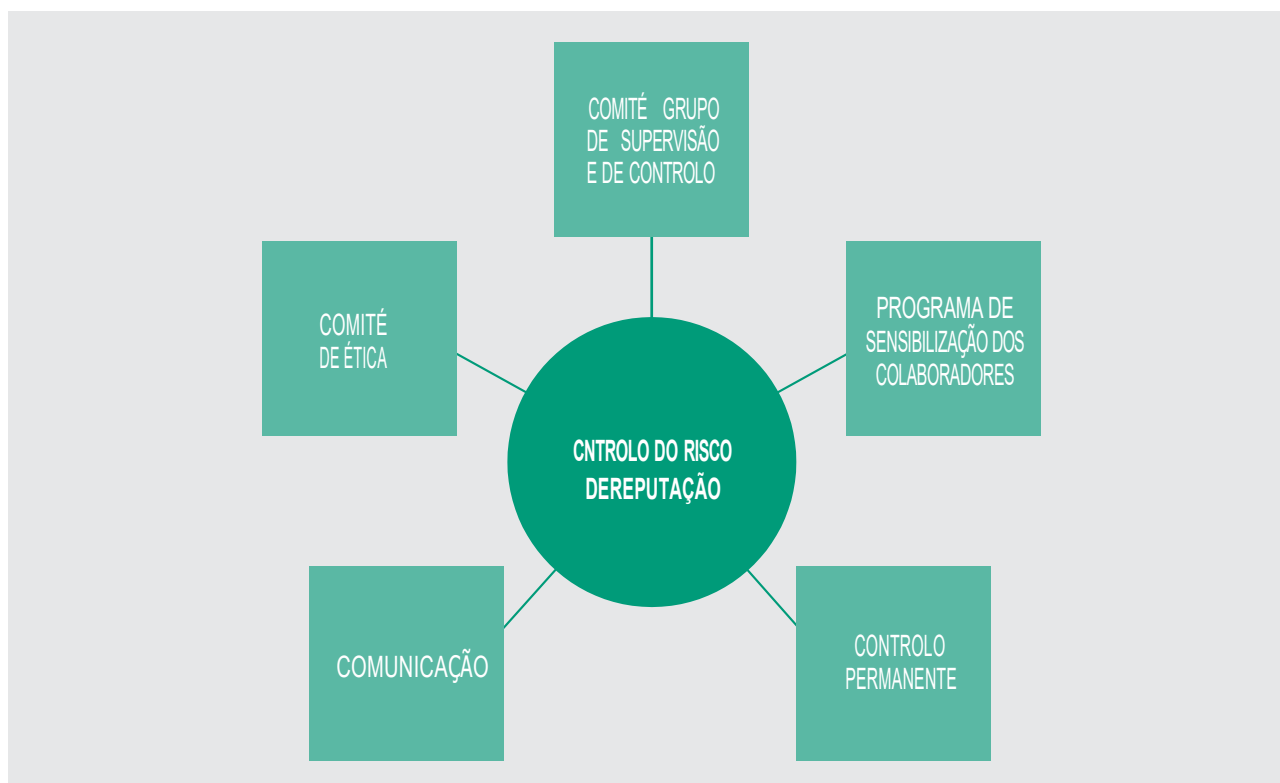 COMITÉ GRUPO
DE SUPERVISÃO
E DE CONTROLO
COMITÉ
DE ÉTICA
PROGRAMA DE
SENSIBILIZAÇÃO DOS
COLABORADORES
CNTROLO DO RISCO
DEREPUTAÇÃO
COMUNICAÇÃO
CONTROLO
PERMANENTE